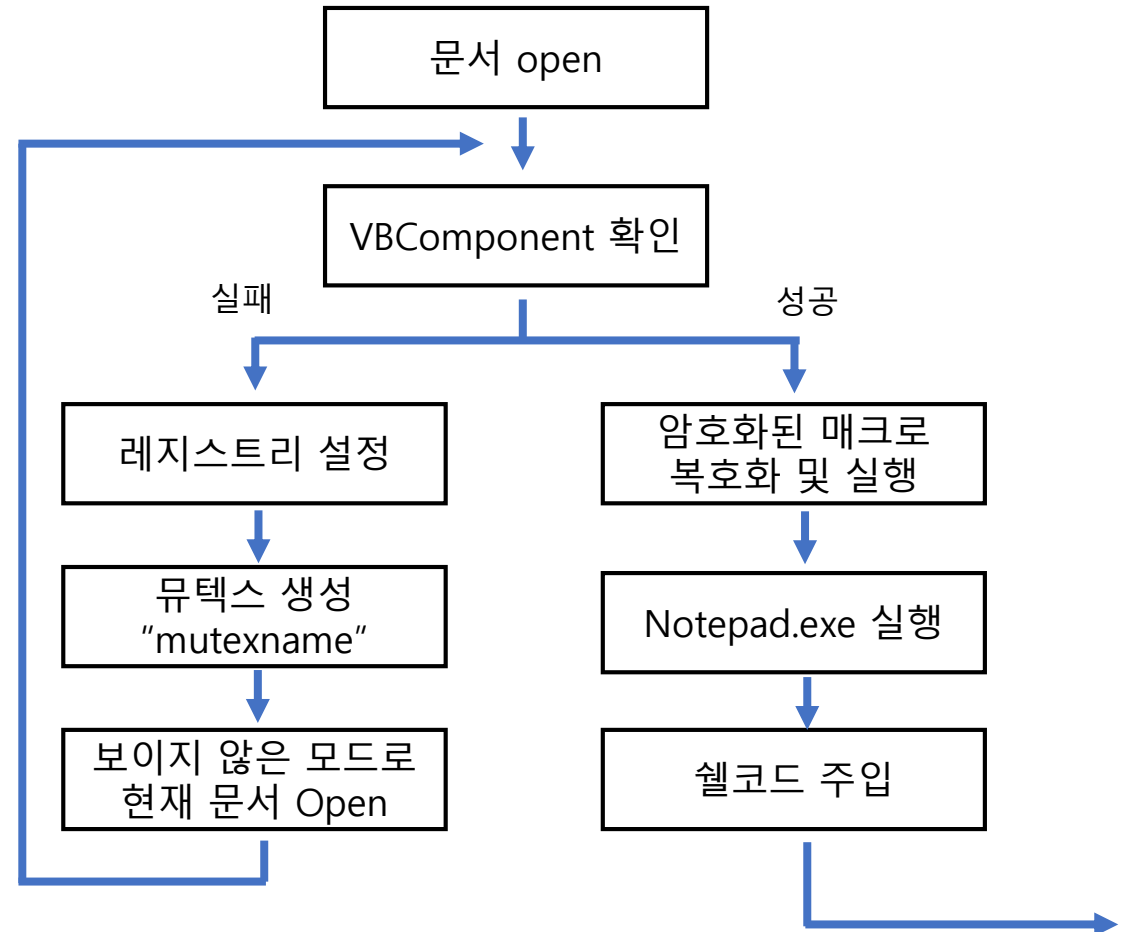 문서 open
VBComponent 확인
실패
성공
레지스트리 설정
암호화된 매크로
복호화 및 실행
뮤텍스 생성
“mutexname”
Notepad.exe 실행
보이지 않은 모드로
현재 문서 Open
쉘코드 주입